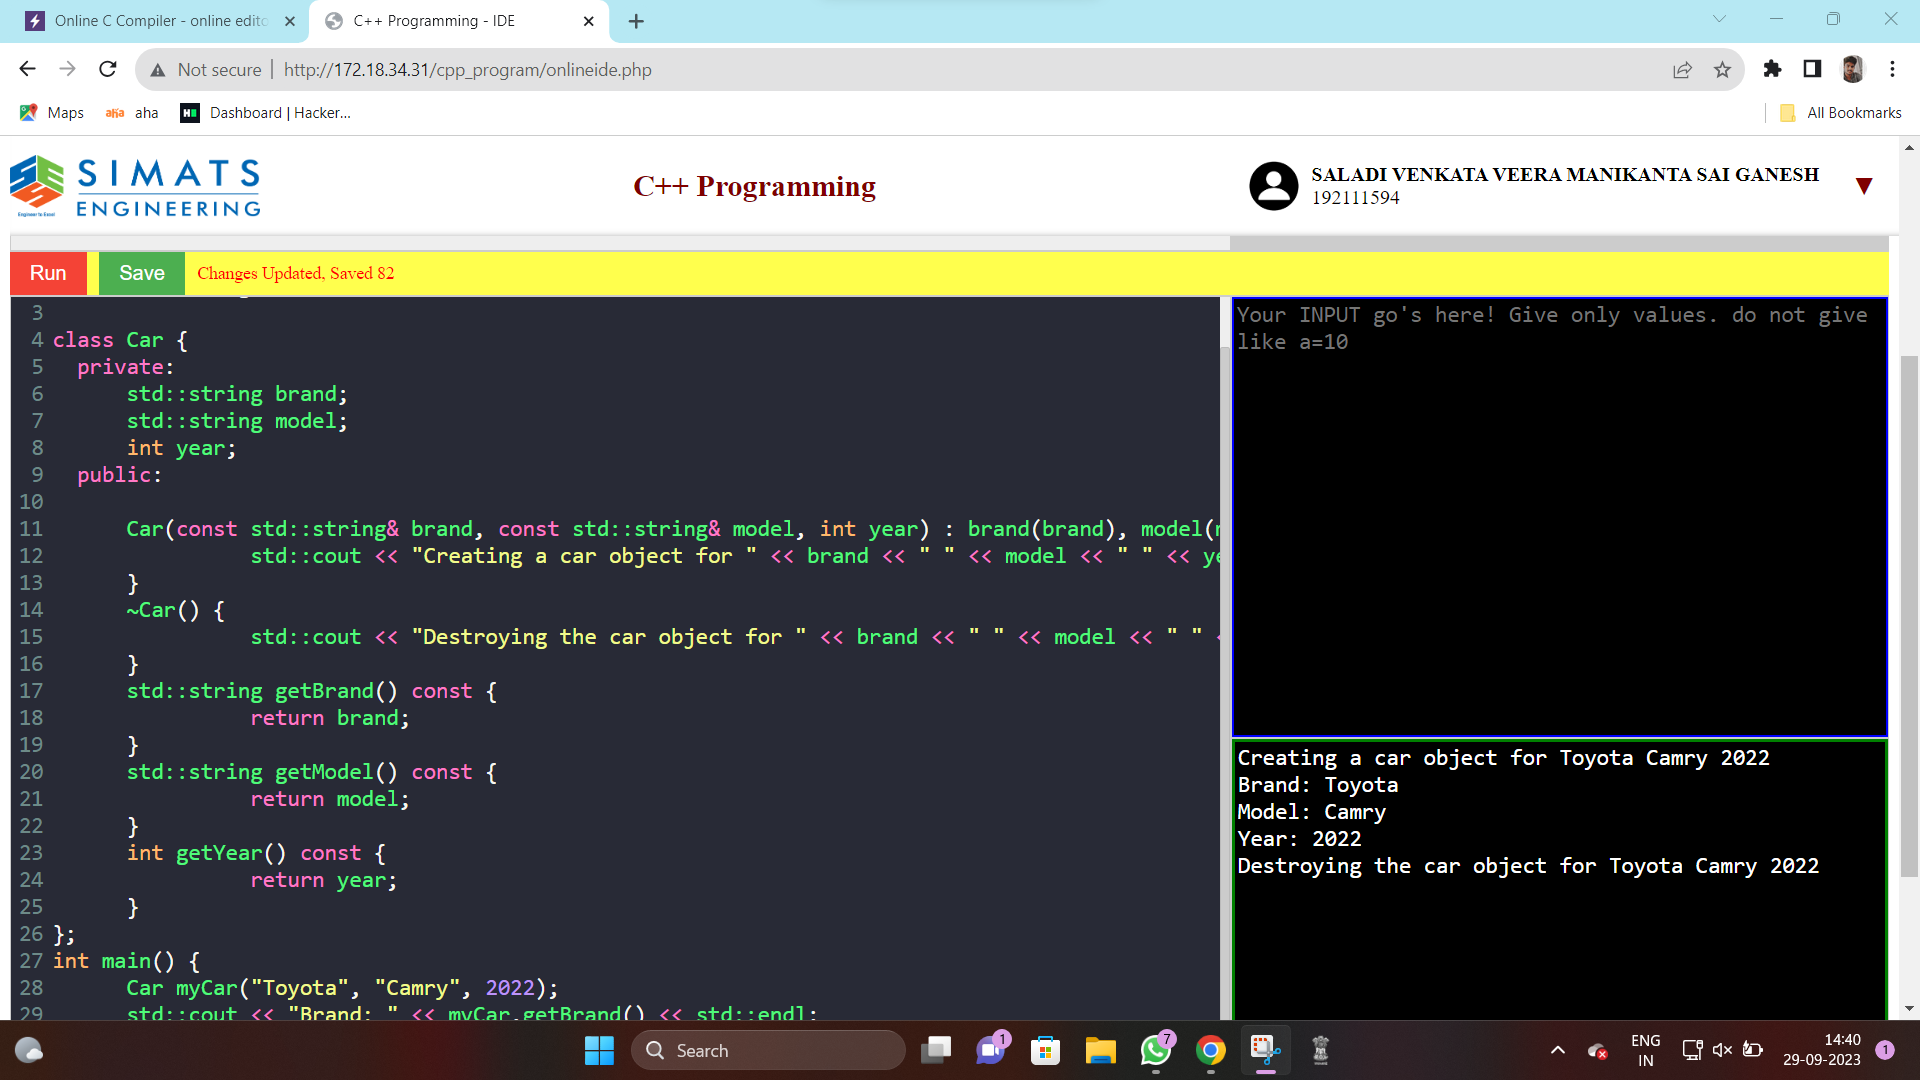 Online C Compiler - online edito
C++ Programming - IDE
Not secure
http://172.18.34.31/cpp_program/onlineide.php
Maps
aha
aha
H
Dashboard | Hacker...
All Bookmarks
SIMATS
ENGINEERING
Engineer to Excel
C++ Programming
SALADI VENKATA VEERA MANIKANTA SAI GANESH
192111594
Run
Save
Changes Updated, Saved 82
3
4 class Car {
5   private:
6       std::string brand;
7       std::string model;
8       int year;
9   public:
10
11       Car(const std::string& brand, const std::string& model, int year) : brand(brand), model(
12                 std::cout << "Creating a car object for " << brand << " " << model << " " << ye
13       }
14       ~Car() {
15                 std::cout << "Destroying the car object for " << brand << " " << model << " "
16       }
17       std::string getBrand() const {
18                 return brand;
19       }
20       std::string getModel() const {
21                 return model;
22       }
23       int getYear() const {
24                 return year;
25       }
26 };
27 int main() {
28       Car myCar("Toyota", "Camry", 2022);
29       std::cout << "Brand: " << myCar.getBrand() << std::endl;
Your INPUT go's here! Give only values. do not give
like a=10
Creating a car object for Toyota Camry 2022
Brand: Toyota
Model: Camry
Year: 2022
Destroying the car object for Toyota Camry 2022
Search
1
7
ENG
IN
14:40
29-09-2023
1